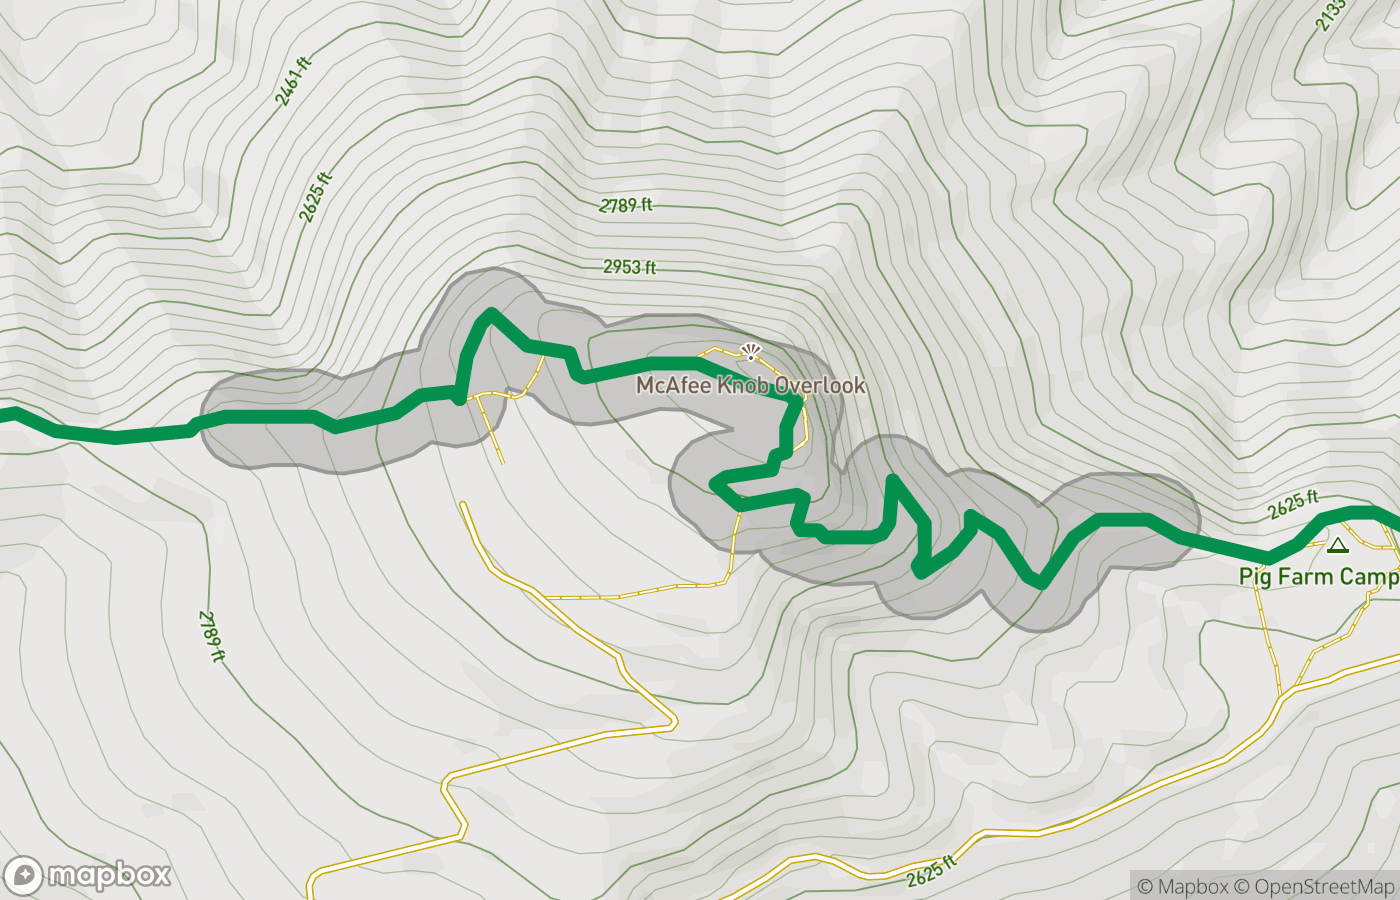 2133
2461 ft
2625 ft
2789 ft
2953 ft
McAfee Knob Overlook
2625 ft
Pig Farm Camp
2789 ft
2625 ft
mapbox
© Mapbox © OpenStreetMap